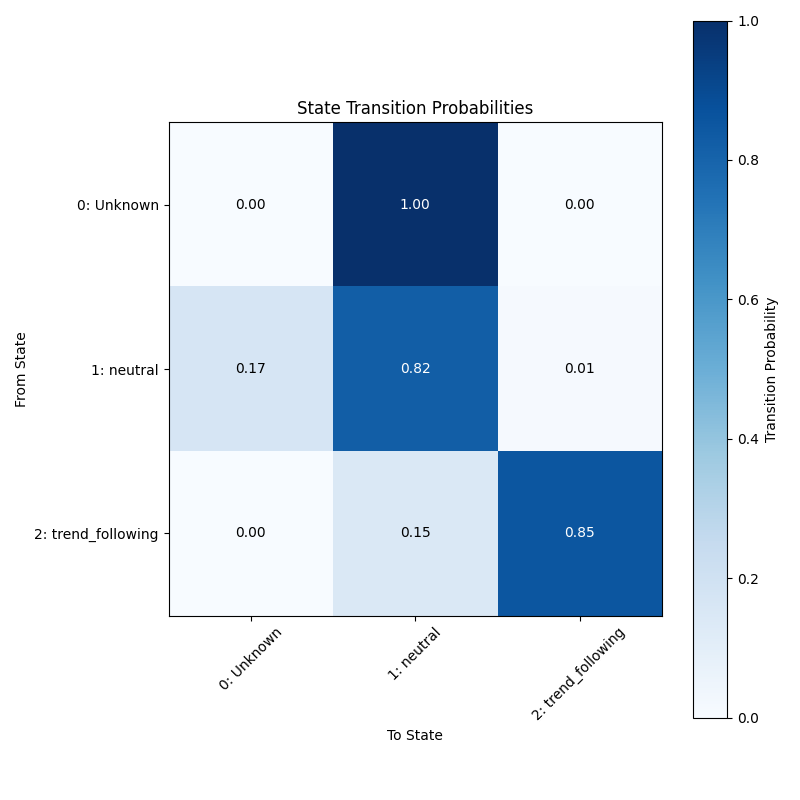 State Transition Probabilities
1.0
0.8
0.6
0.4
0.2
0.0
Transition Probability
From State
0: Unknown
0.00 1.00 0.00
1: neutral
0.17 0.82 0.01
2: trend_following
0.00 0.15 0.85
0: Unknown
1: neutral
2: trend_following
To State